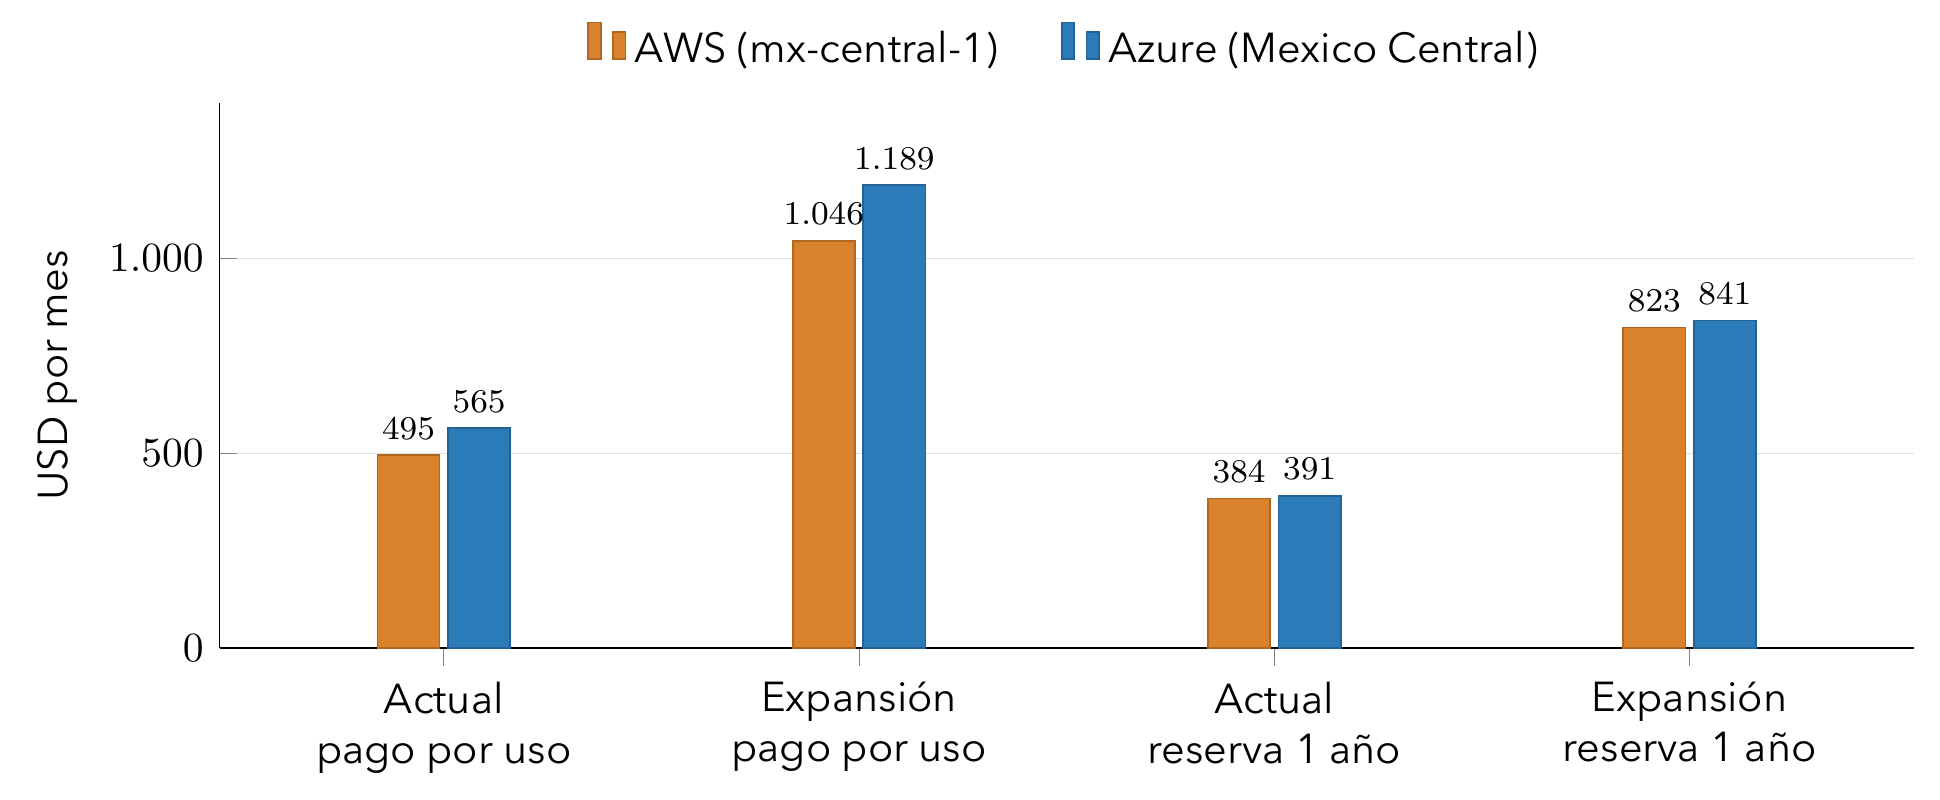 AWS (mx-central-1) Azure (Mexico Central)
USD por mes
1.000
500
0
495
565
1.046
1.189
384
391
823
841
Actual
pago por uso
Expansión
pago por uso
Actual
reserva 1 año
Expansión
reserva 1 año